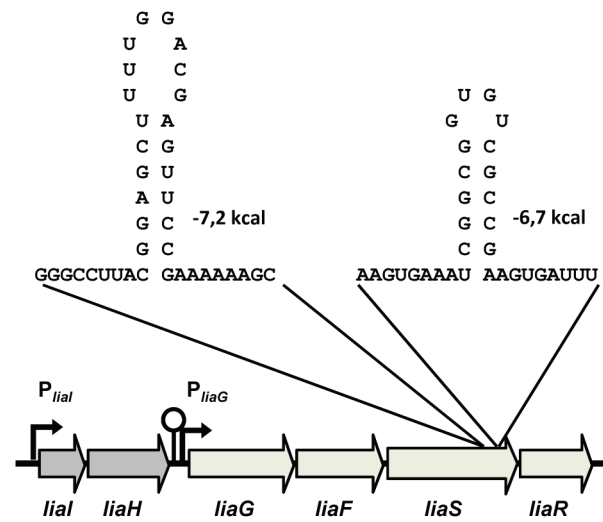 G G
U A
U C
U G U G
U A G U
C G G C
G U C G
A U G C
G C -7,2 kcal G C -6,7 kcal
G C C G
GGGCCUUAC GAAAAAAGC AAGUGAAAU AAGUGAUUU
PliaI PliaG
liaI liaH liaG liaF liaS liaR